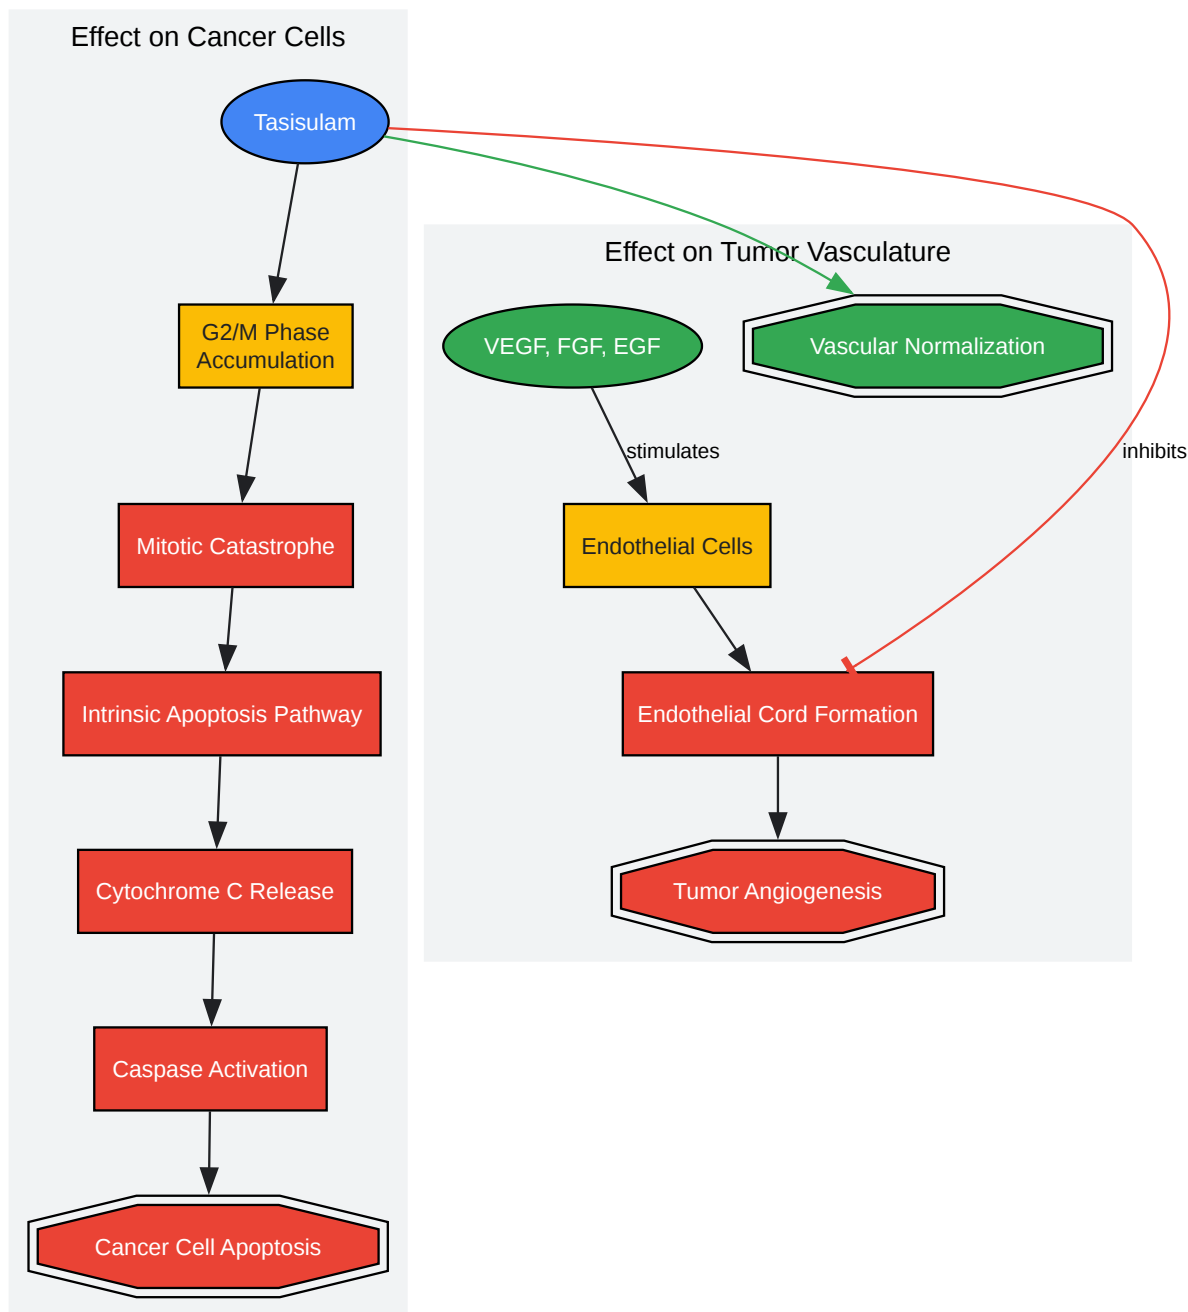 Effect on Cancer Cells
Tasisulam
G2/M Phase
Accumulation
Mitotic Catastrophe
Intrinsic Apoptosis Pathway
Cytochrome C Release
Caspase Activation
Cancer Cell Apoptosis
Effect on Tumor Vasculature
VEGF, FGF, EGF
Vascular Normalization
stimulates
inhibits
Endothelial Cells
Endothelial Cord Formation
Tumor Angiogenesis